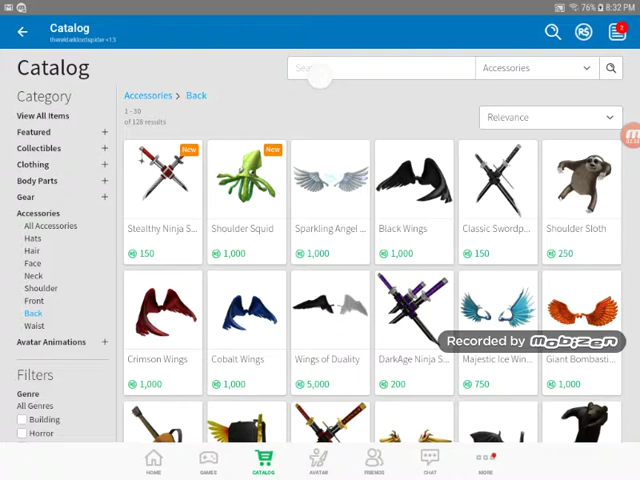 76% 8:32 PM
Catalog
Catalog
Accessories
Category
Accessories > Back
View All Items
1 - 30
of 128 results
Relevance
Featured +
Collectibles +
Clothing +
Body Parts +
Gear +
Accessories
All Accessories
Hats
Hair
Face
Neck
Shoulder
Front
Back
Waist
Avatar Animations +
Filters
Genre
All Genres
Building
Horror
New
New
Stealthy Ninja S...
Shoulder Squid
Sparkling Angel ...
Black Wings
Classic Swordp...
Shoulder Sloth
150
1,000
1,000
1,000
150
250
Recorded by mobizen
Crimson Wings
Cobalt Wings
Wings of Duality
DarkAge Ninja S...
Majestic Ice Win...
Giant Bombasti...
1,000
1,000
5,000
200
750
1,000
HOME
GAMES
CATALOG
AVATAR
FRIENDS
CHAT
MORE